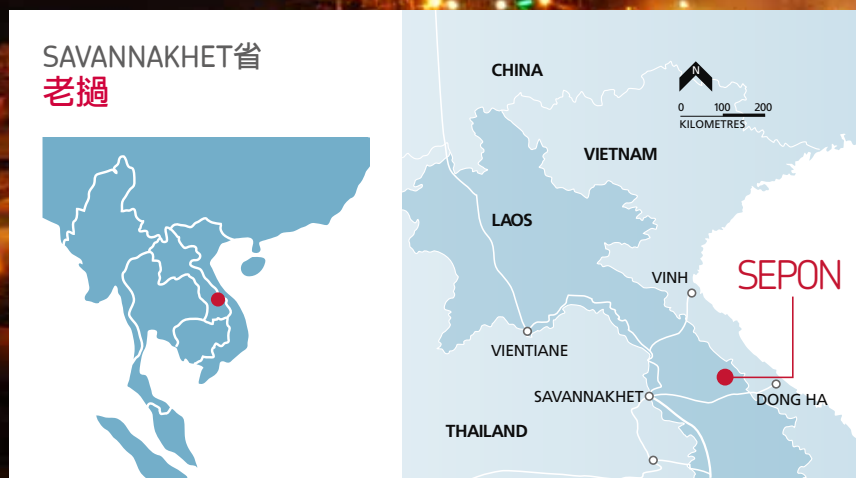 SAVANNAKHET省
老撾
CHINA
N
0 100 200
KILOMETRES
VIETNAM
LAOS
SEPON
VINH
VIENTIANE
SAVANNAKHET
DONG HA
THAILAND